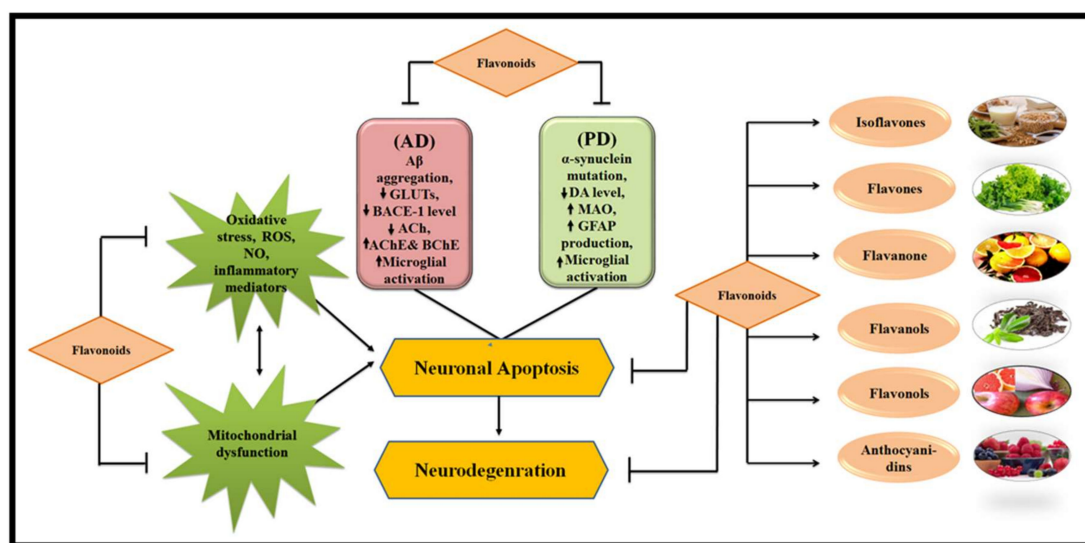 Flavonoids
(AD)
Aβ
aggregation,
↓ GLUTs,
↓ BACE-1 level
↓ ACh,
↑AChE& BChE
↑Microglial
activation
(PD)
α-synuclein
mutation,
↓DA level,
↑ MAO,
↑ GFAP
production,
↑Microglial
activation
Oxidative
stress, ROS,
NO,
inflammatory
mediators
Flavonoids
Mitochondrial
dysfunction
Neuronal Apoptosis
Neurodegenration
Flavonoids
Isoflavones
Flavones
Flavanone
Flavanols
Flavonols
Anthocyani-
dins